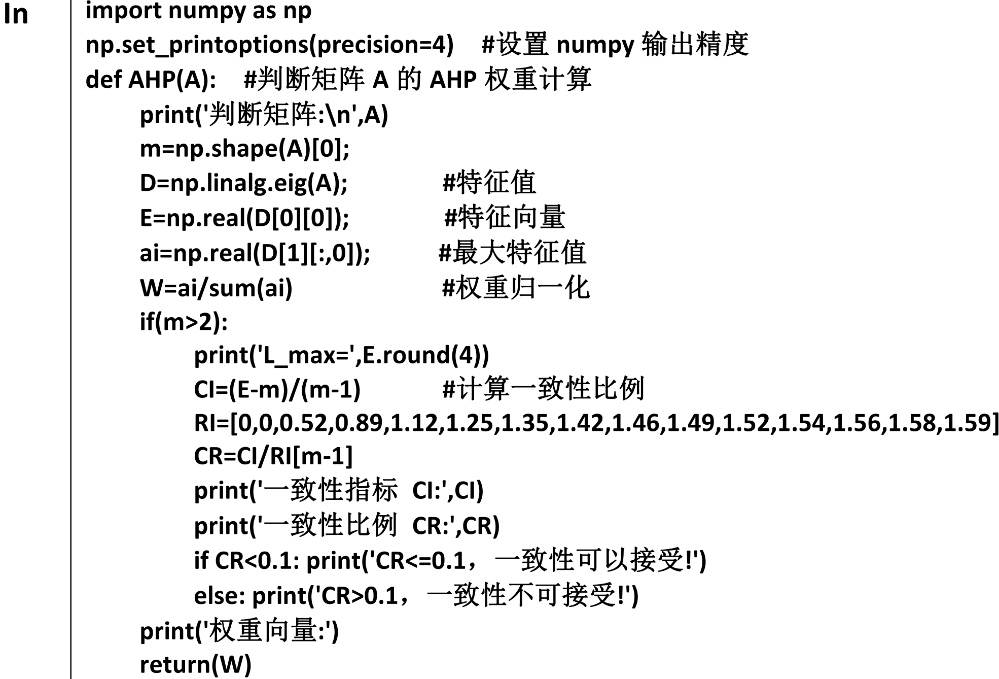 In
import numpy as np
np.set_printoptions(precision=4)    #设置 numpy 输出精度
def AHP(A):    #判断矩阵 A 的 AHP 权重计算
    print('判断矩阵:\n',A)
    m=np.shape(A)[0];
    D=np.linalg.eig(A);    #特征值
    E=np.real(D[0][0]);    #特征向量
    ai=np.real(D[1][:,0]);    #最大特征值
    W=ai/sum(ai)    #权重归一化
    if(m>2):
        print('L_max=',E.round(4))
        CI=(E-m)/(m-1)    #计算一致性比例
        RI=[0,0,0.52,0.89,1.12,1.25,1.35,1.42,1.46,1.49,1.52,1.54,1.56,1.58,1.59]
        CR=CI/RI[m-1]
        print('一致性指标  CI:',CI)
        print('一致性比例  CR:',CR)
        if CR<0.1: print('CR<=0.1，一致性可以接受!')
        else: print('CR>0.1，一致性不可接受!')
    print('权重向量:')
    return(W)